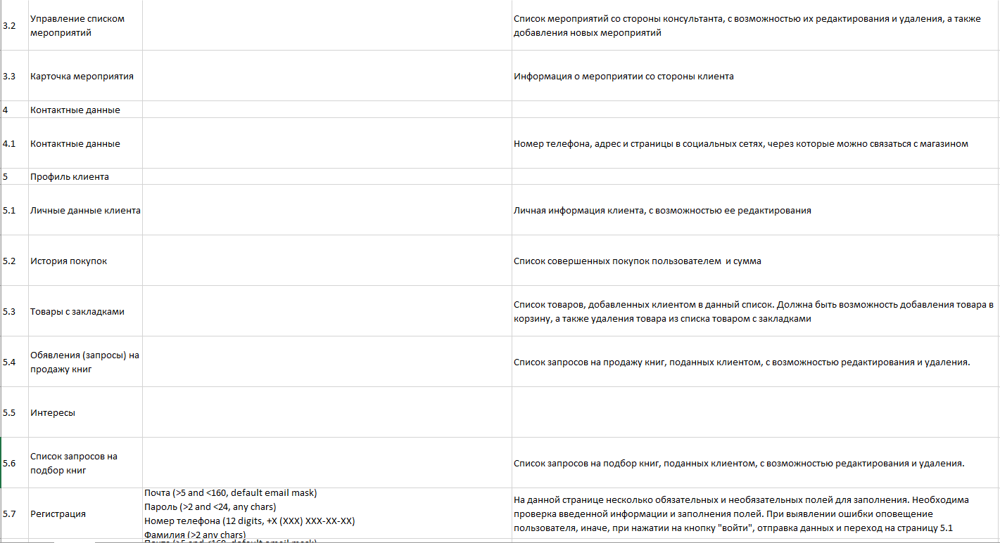 3.2
Управление списком
мероприятий
Список мероприятий со стороны консультанта, с возможностью их редактирования и удаления, а также
добавления новых мероприятий
3.3
Карточка мероприятия
Информация о мероприятии со стороны клиента
4
Контактные данные
4.1
Контактные данные
Номер телефона, адрес и страницы в социальных сетях, через которые можно связаться с магазином
5
Профиль клиента
5.1
Личные данные клиента
Личная информация клиента, с возможностью ее редактирования
5.2
История покупок
Список совершенных покупок пользователем  и сумма
5.3
Товары с закладками
Список товаров, добавленных клиентом в данный список. Должна быть возможность добавления товара в
корзину, а также удаления товара из списка товаром с закладками
5.4
Обявления (запросы) на
продажу книг
Список запросов на продажу книг, поданных клиентом, с возможностью редактирования и удаления.
5.5
Интересы
5.6
Список запросов на
подбор книг
Список запросов на подбор книг, поданных клиентом, с возможностью редактирования и удаления.
5.7
Регистрация
Почта (>5 and <160, default email mask)
Пароль (>2 and <24, any chars)
Номер телефона (12 digits, +X (XXX) XXX-XX-XX)
Фамилия (>2 any chars)
На данной странице несколько обязательных и необязательных полей для заполнения. Необходима
проверка введенной информации и заполнения полей. При выявлении ошибки оповещение
пользователя, иначе, при нажатии на кнопку "войти", отправка данных и переход на страницу 5.1
Почта (>5 and <160, default email mask)